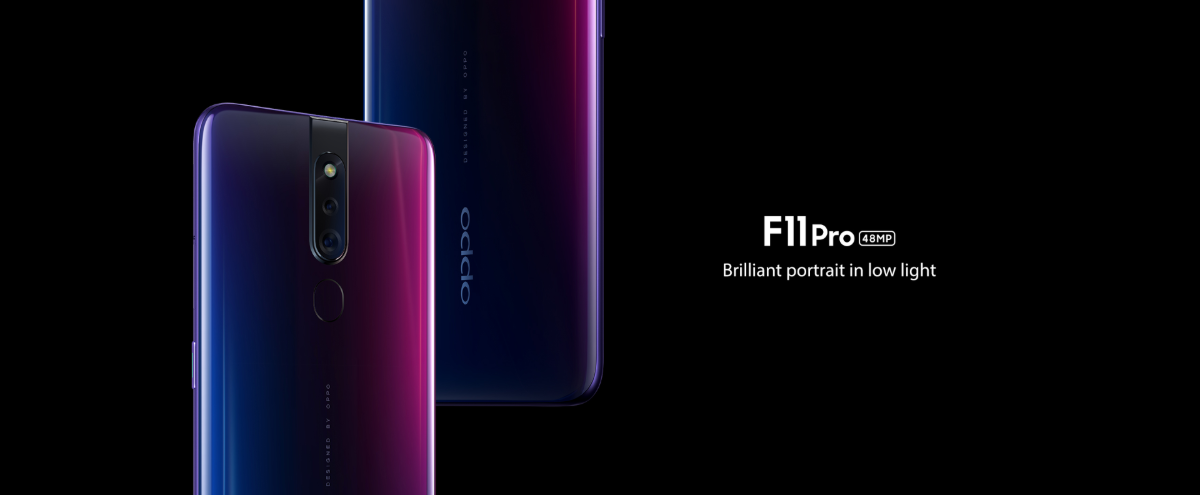 DESIGNED BY OPPO
oppo
DESIGNED BY OPPO
F11 Pro 48MP
Brilliant portrait in low light